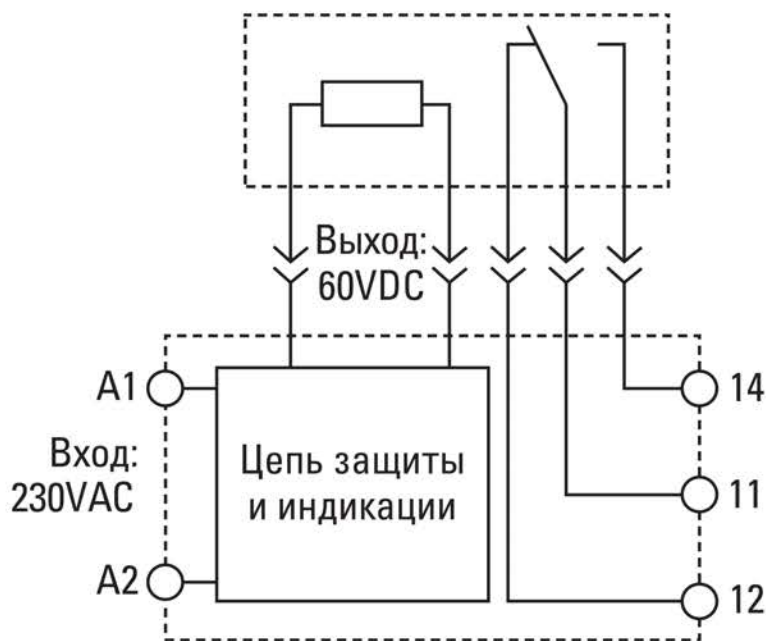 Выход:
60VDC
A1
14
Вход:
230VAC
Цепь защиты
и индикации
11
A2
12